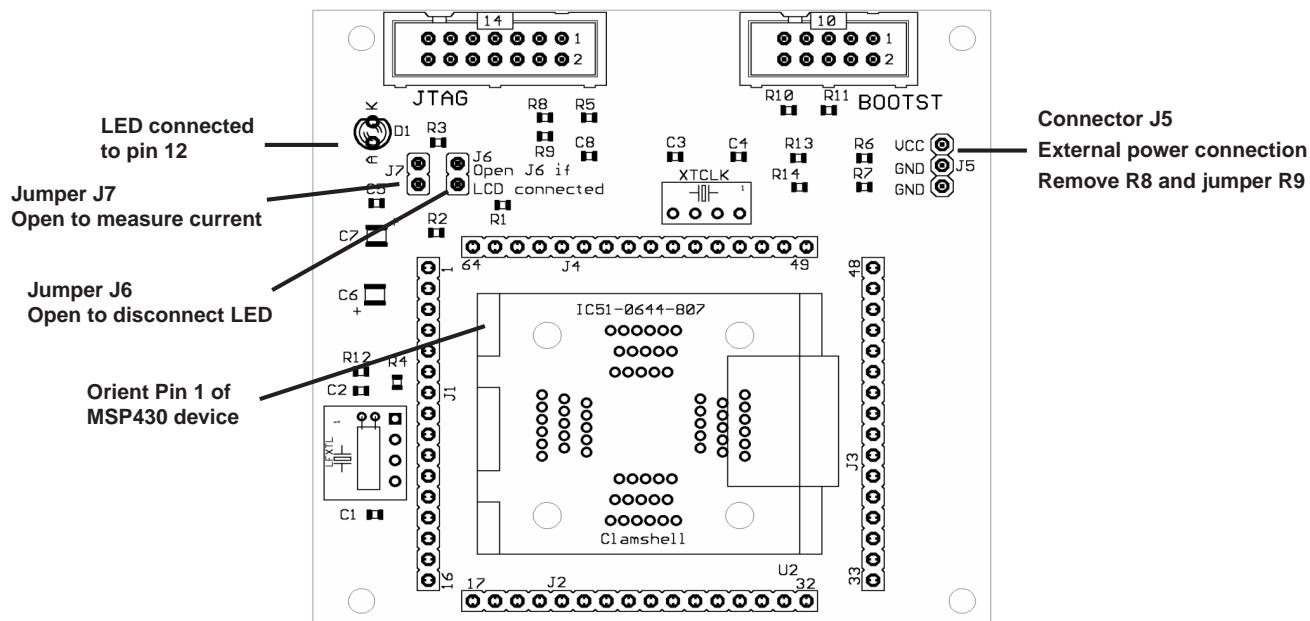 14
10
1
1
2
2
JTAG
BOOTST
R10
R11
R8
R5
K
D1
A
R3
R9
C8
C3
C4
R13
R6
VCC
GND
J5
GND
R14
R7
J7
J6
Open J6 if
LCD connected
XTCLK
1
C5
R1
C7
+
R2
64
J4
49
1
48
C6
+
IC51-0644-807
R12
R4
C2
J1
1
LFXTL
J3
C1
Clamshell
16
33
17
J2
U2
32
LED connected
to pin 12
Jumper J7
Open to measure current
Jumper J6
Open to disconnect LED
Orient Pin 1 of
MSP430 device
Connector J5
External power connection
Remove R8 and jumper R9